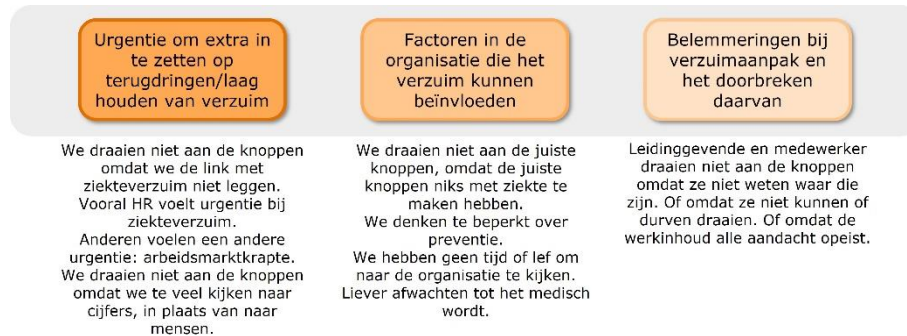 Urgentie om extra in
te zetten op
terugdringen/laag
houden van verzuim
We draaien niet aan de knoppen
omdat we de link met
ziekteverzuim niet leggen.
Vooral HR voelt urgentie bij
ziekteverzuim.
Anderen voelen een andere
urgentie: arbeidsmarktkrapte.
We draaien niet aan de knoppen
omdat we te veel kijken naar
cijfers, in plaats van naar
mensen.
Factoren in de
organisatie die het
verzuim kunnen
beïnvloeden
We draaien niet aan de juiste
knoppen, omdat de juiste
knoppen niks met ziekte te
maken hebben.
We denken te beperkt over
preventie.
We hebben geen tijd of lef om
naar de organisatie te kijken.
Liever afwachten tot het medisch
wordt.
Belemmeringen bij
verzuimaanpak en
het doorbreken
daarvan
Leidinggevende en medewerker
draaien niet aan de knoppen
omdat ze niet weten waar die
zijn. Of omdat ze niet kunnen of
durven draaien. Of omdat de
werkinhoud alle aandacht opeist.